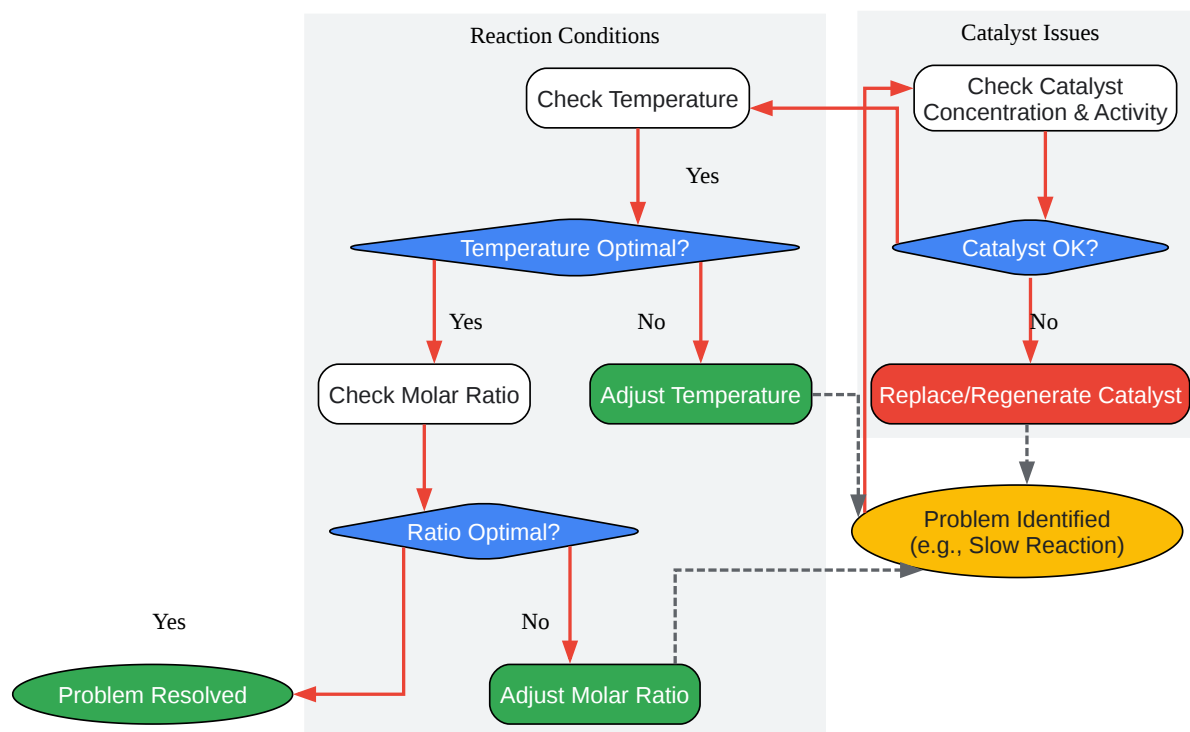 Reaction Conditions
Catalyst Issues
Check Temperature
Check Catalyst
Concentration & Activity
Yes
Temperature Optimal?
Catalyst OK?
Yes
No
No
Check Molar Ratio
Adjust Temperature
Replace/Regenerate Catalyst
Ratio Optimal?
Problem Identified
(e.g., Slow Reaction)
Yes
No
Problem Resolved
Adjust Molar Ratio